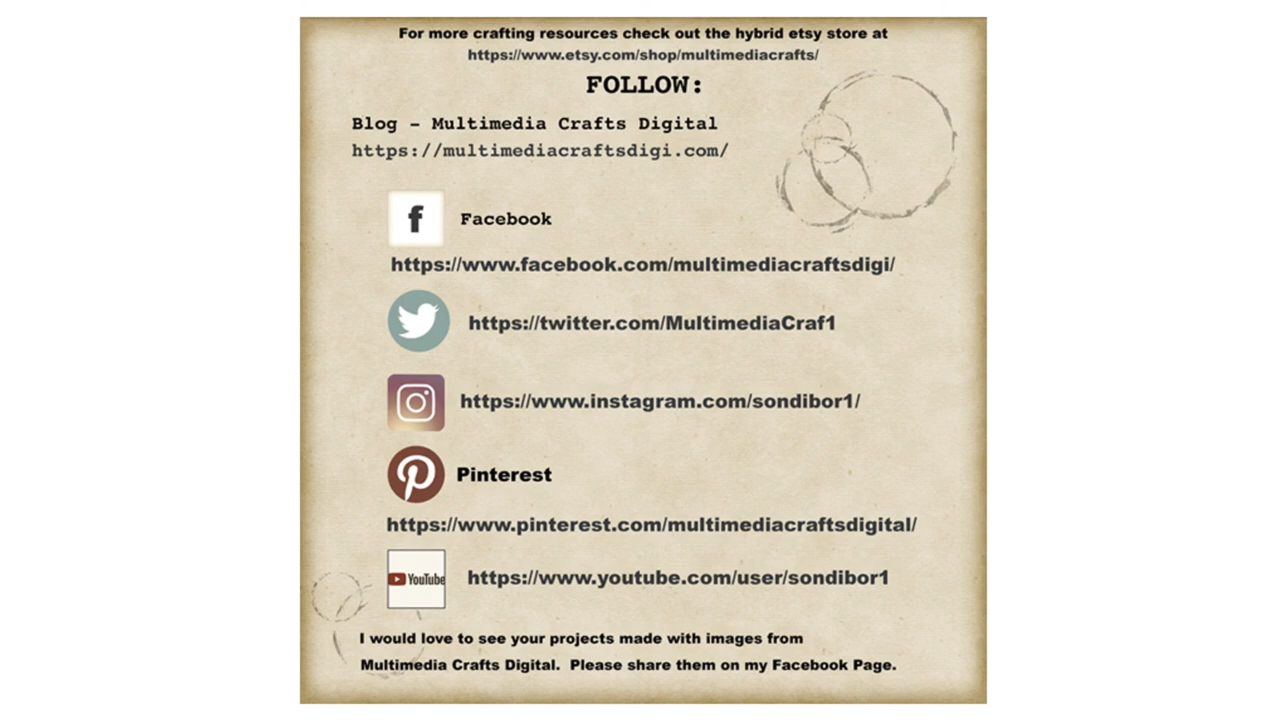 For more crafting resources check out the hybrid etsy store at
https://www.etsy.com/shop/multimediacrafts/
FOLLOW:
Blog - Multimedia Crafts Digital
https://multimediacraftsdigi.com/
f Facebook
https://www.facebook.com/multimediacraftsdigi/
https://twitter.com/MultimediaCraf1
https://www.instagram.com/sondibor1/
Pinterest
https://www.pinterest.com/multimediacraftsdigital/
YouTube https://www.youtube.com/user/sondibor1
I would love to see your projects made with images from
Multimedia Crafts Digital. Please share them on my Facebook Page.